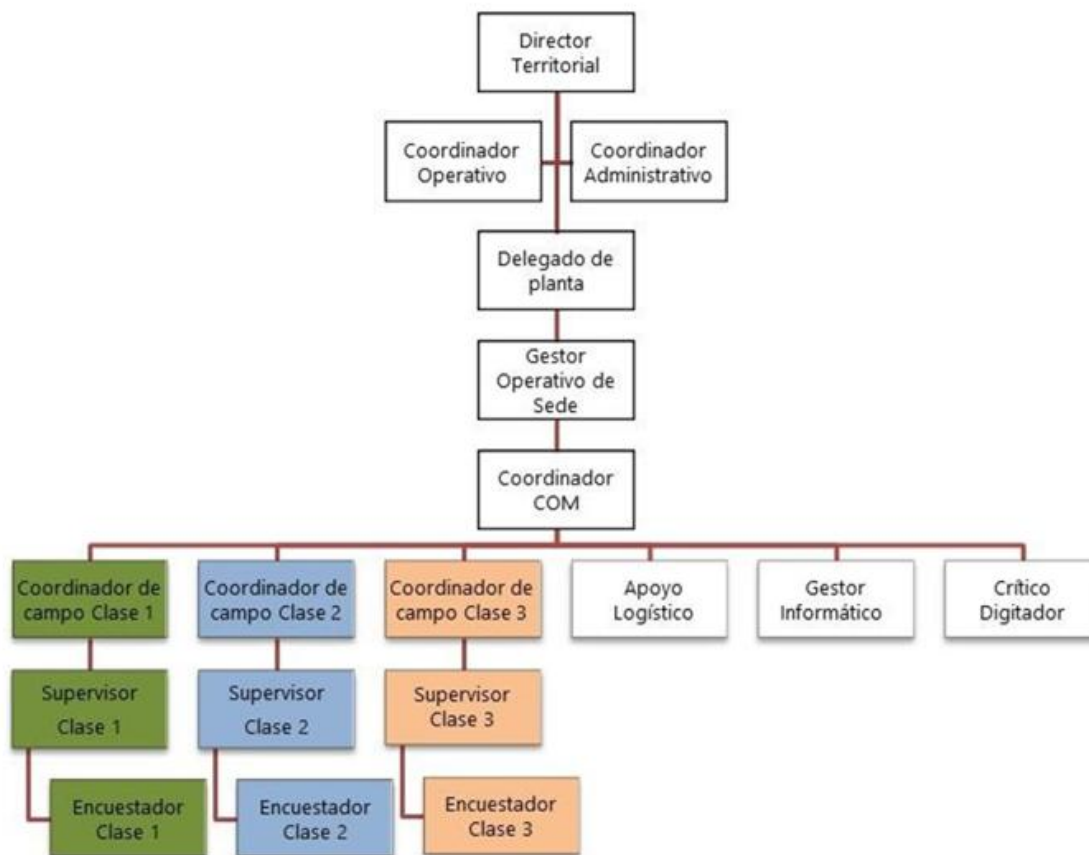 Director
Territorial
Coordinador
Operativo
Coordinador
Administrativo
Delegado de
planta
Gestor
Operativo de
Sede
Coordinador
COM
Coordinador de
campo Clase 1
Coordinador de
campo Clase 2
Coordinador de
campo Clase 3
Apoyo
Logístico
Gestor
Informático
Crítico
Digitador
Supervisor
Clase 1
Supervisor
Clase 2
Supervisor
Clase 3
Encuestador
Clase 1
Encuestador
Clase 2
Encuestador
Clase 3